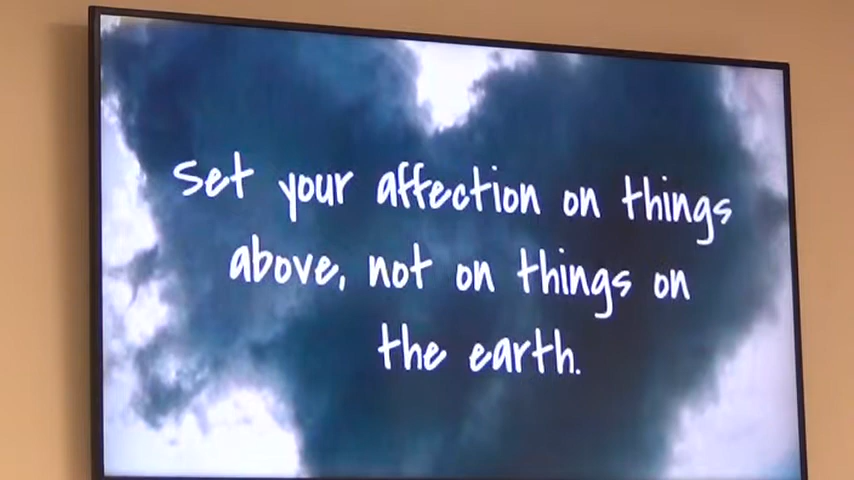 Set your affection on things
above, not on things on
the earth.